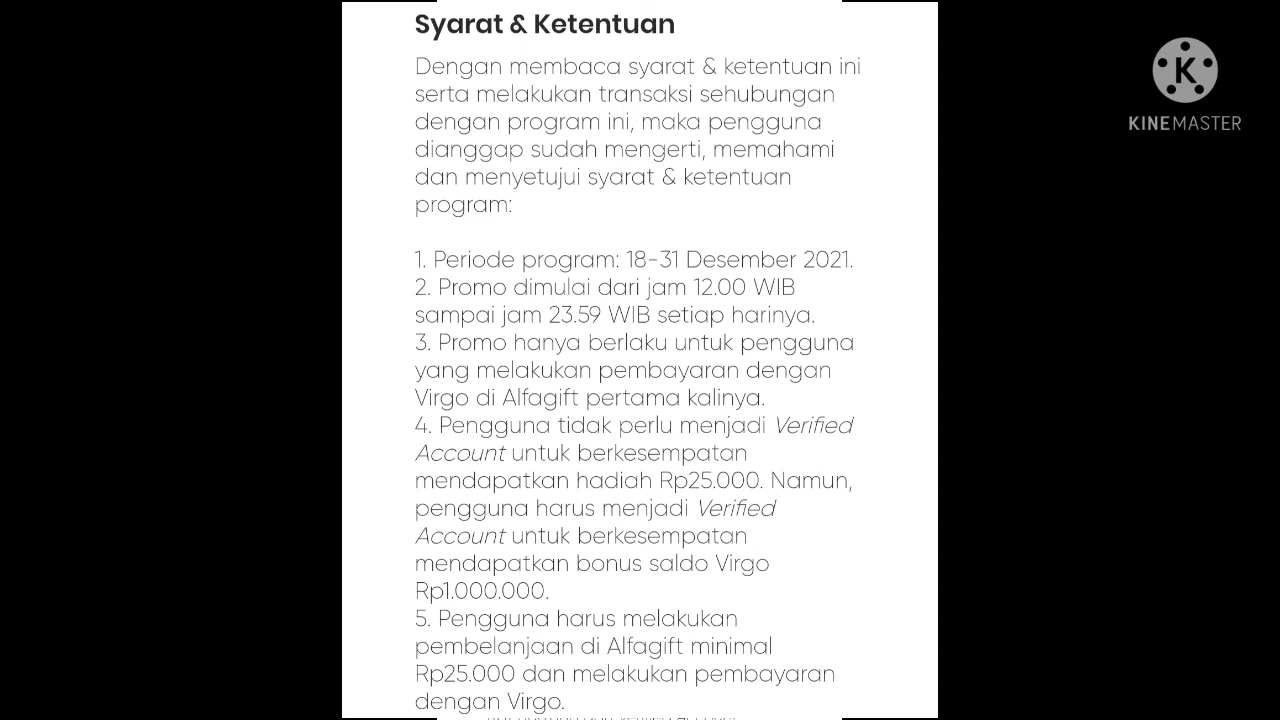 Syarat & Ketentuan
Dengan membaca syarat & ketentuan ini
serta melakukan transaksi sehubungan
dengan program ini, maka pengguna
dianggap sudah mengerti, memahami
dan menyetujui syarat & ketentuan
program:
1. Periode program: 18-31 Desember 2021.
2. Promo dimulai dari jam 12.00 WIB
sampai jam 23.59 WIB setiap harinya.
3. Promo hanya berlaku untuk pengguna
yang melakukan pembayaran dengan
Virgo di Alfagift pertama kalinya.
4. Pengguna tidak perlu menjadi Verified
Account untuk berkesempatan
mendapatkan hadiah Rp25.000. Namun,
pengguna harus menjadi Verified
Account untuk berkesempatan
mendapatkan bonus saldo Virgo
Rp1.000.000.
5. Pengguna harus melakukan
pembelanjaan di Alfagift minimal
Rp25.000 dan melakukan pembayaran
dengan Virgo.
K
KINEMASTER